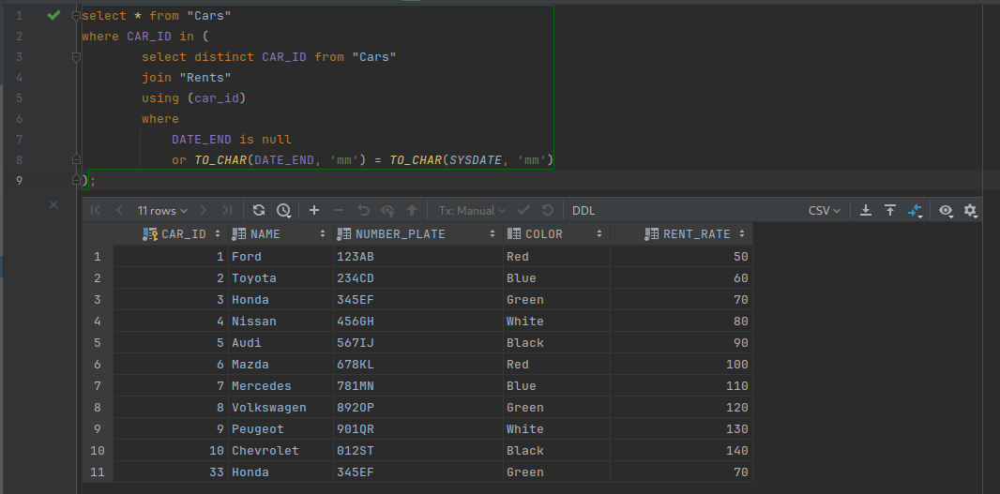 1 select * from "Cars"
2 where CAR_ID in (
3 select distinct CAR_ID from "Cars"
4 join "Rents"
5 using (car_id)
6 where
7 DATE_END is null
8 or TO_CHAR(DATE_END, 'mm') = TO_CHAR(SYSDATE, 'mm')
9 );
11 rows Tx: Manual DDL CSV
CAR_ID NAME NUMBER_PLATE COLOR RENT_RATE
1 1 Ford 123AB Red 50
2 2 Toyota 234CD Blue 60
3 3 Honda 345EF Green 70
4 4 Nissan 456GH White 80
5 5 Audi 567IJ Black 90
6 6 Mazda 678KL Red 100
7 7 Mercedes 781MN Blue 110
8 8 Volkswagen 892OP Green 120
9 9 Peugeot 901QR White 130
10 10 Chevrolet 012ST Black 140
11 33 Honda 345EF Green 70